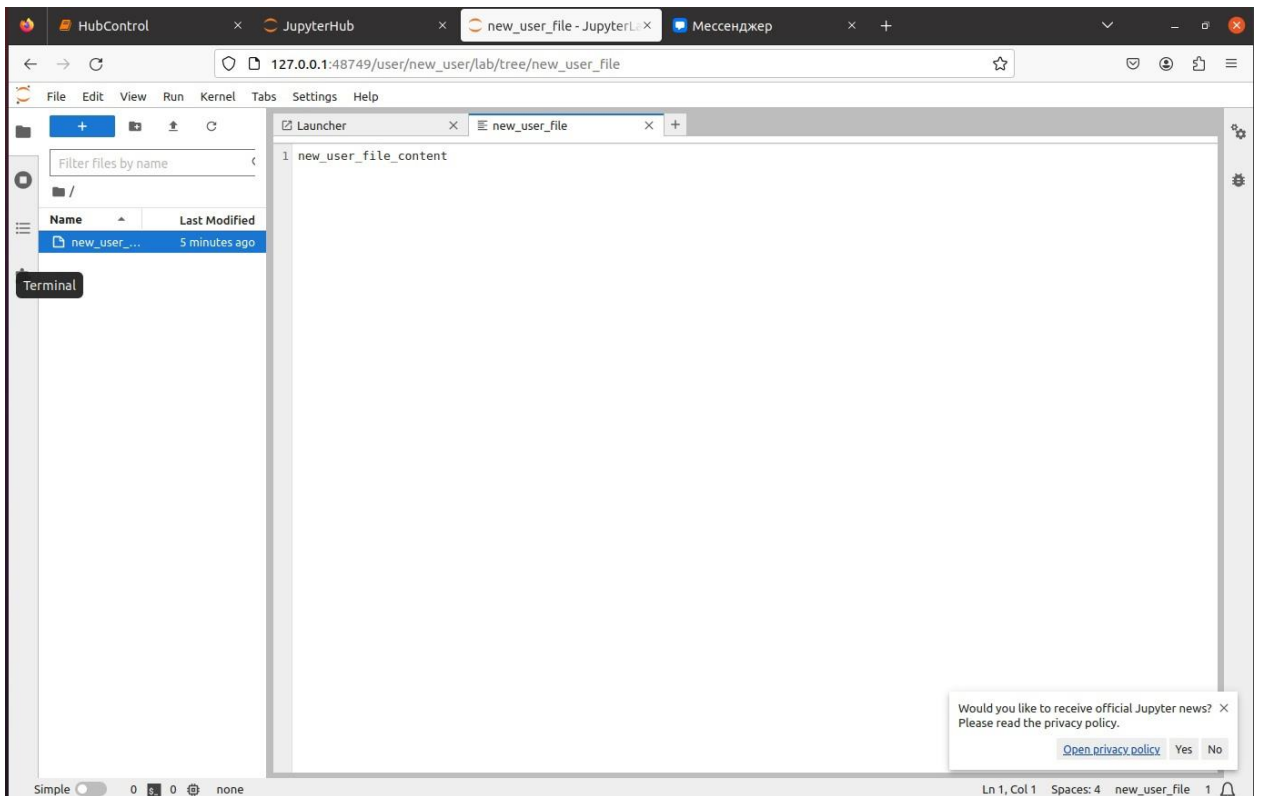 HubControl JupyterHub new_user_file - JupyterLa Мессенджер
127.0.0.1:48749/user/new_user/lab/tree/new_user_file
File Edit View Run Kernel Tabs Settings Help
Launcher new_user_file
Filter files by name
1 new_user_file_content
/
Name Last Modified
new_user_... 5 minutes ago
Terminal
Would you like to receive official Jupyter news?
Please read the privacy policy.
Open privacy policy Yes No
Simple 0 $_ 0 none Ln 1, Col 1 Spaces: 4 new_user_file 1